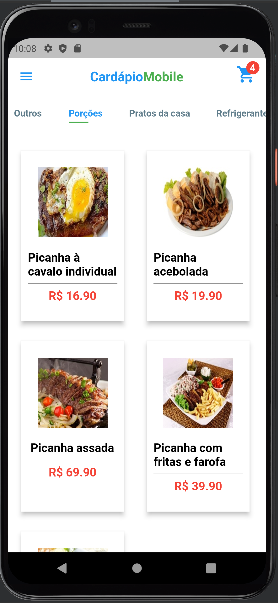 10:08
CardápioMobile
4
Outros Porções Pratos da casa Refrigerante
Picanha à
cavalo individual
R$ 16.90
Picanha
acebolada
R$ 19.90
Picanha assada
R$ 69.90
Picanha com
fritas e farofa
R$ 39.90